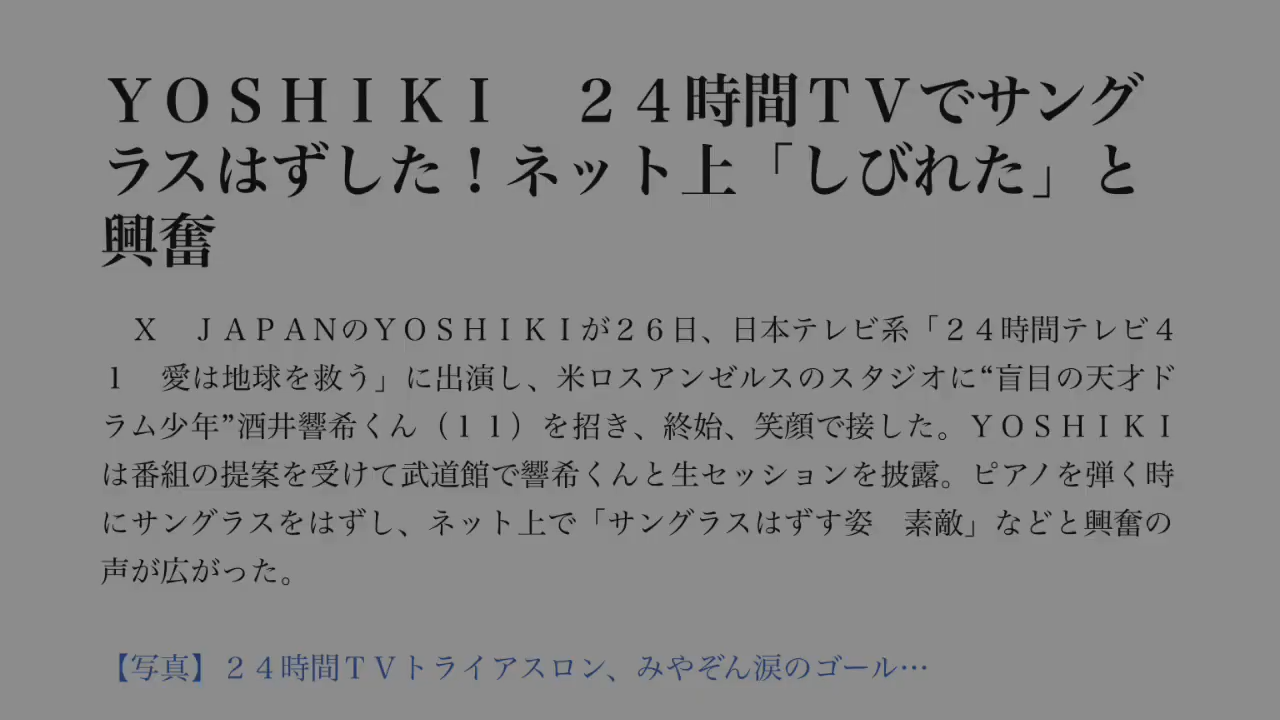 ＹＯＳＨＩＫＩ　２４時間ＴＶでサング
ラスはずした！ネット上「しびれた」と
興奮
　Ｘ　ＪＡＰＡＮのＹＯＳＨＩＫＩが２６日、日本テレビ系「２４時間テレビ４
１　愛は地球を救う」に出演し、米ロスアンゼルスのスタジオに“盲目の天才ド
ラム少年”酒井響希くん（１１）を招き、終始、笑顔で接した。ＹＯＳＨＩＫＩ
は番組の提案を受けて武道館で響希くんと生セッションを披露。ピアノを弾く時
にサングラスをはずし、ネット上で「サングラスはずす姿　素敵」などと興奮の
声が広がった。
【写真】２４時間ＴＶトライアスロン、みやぞん涙のゴール…